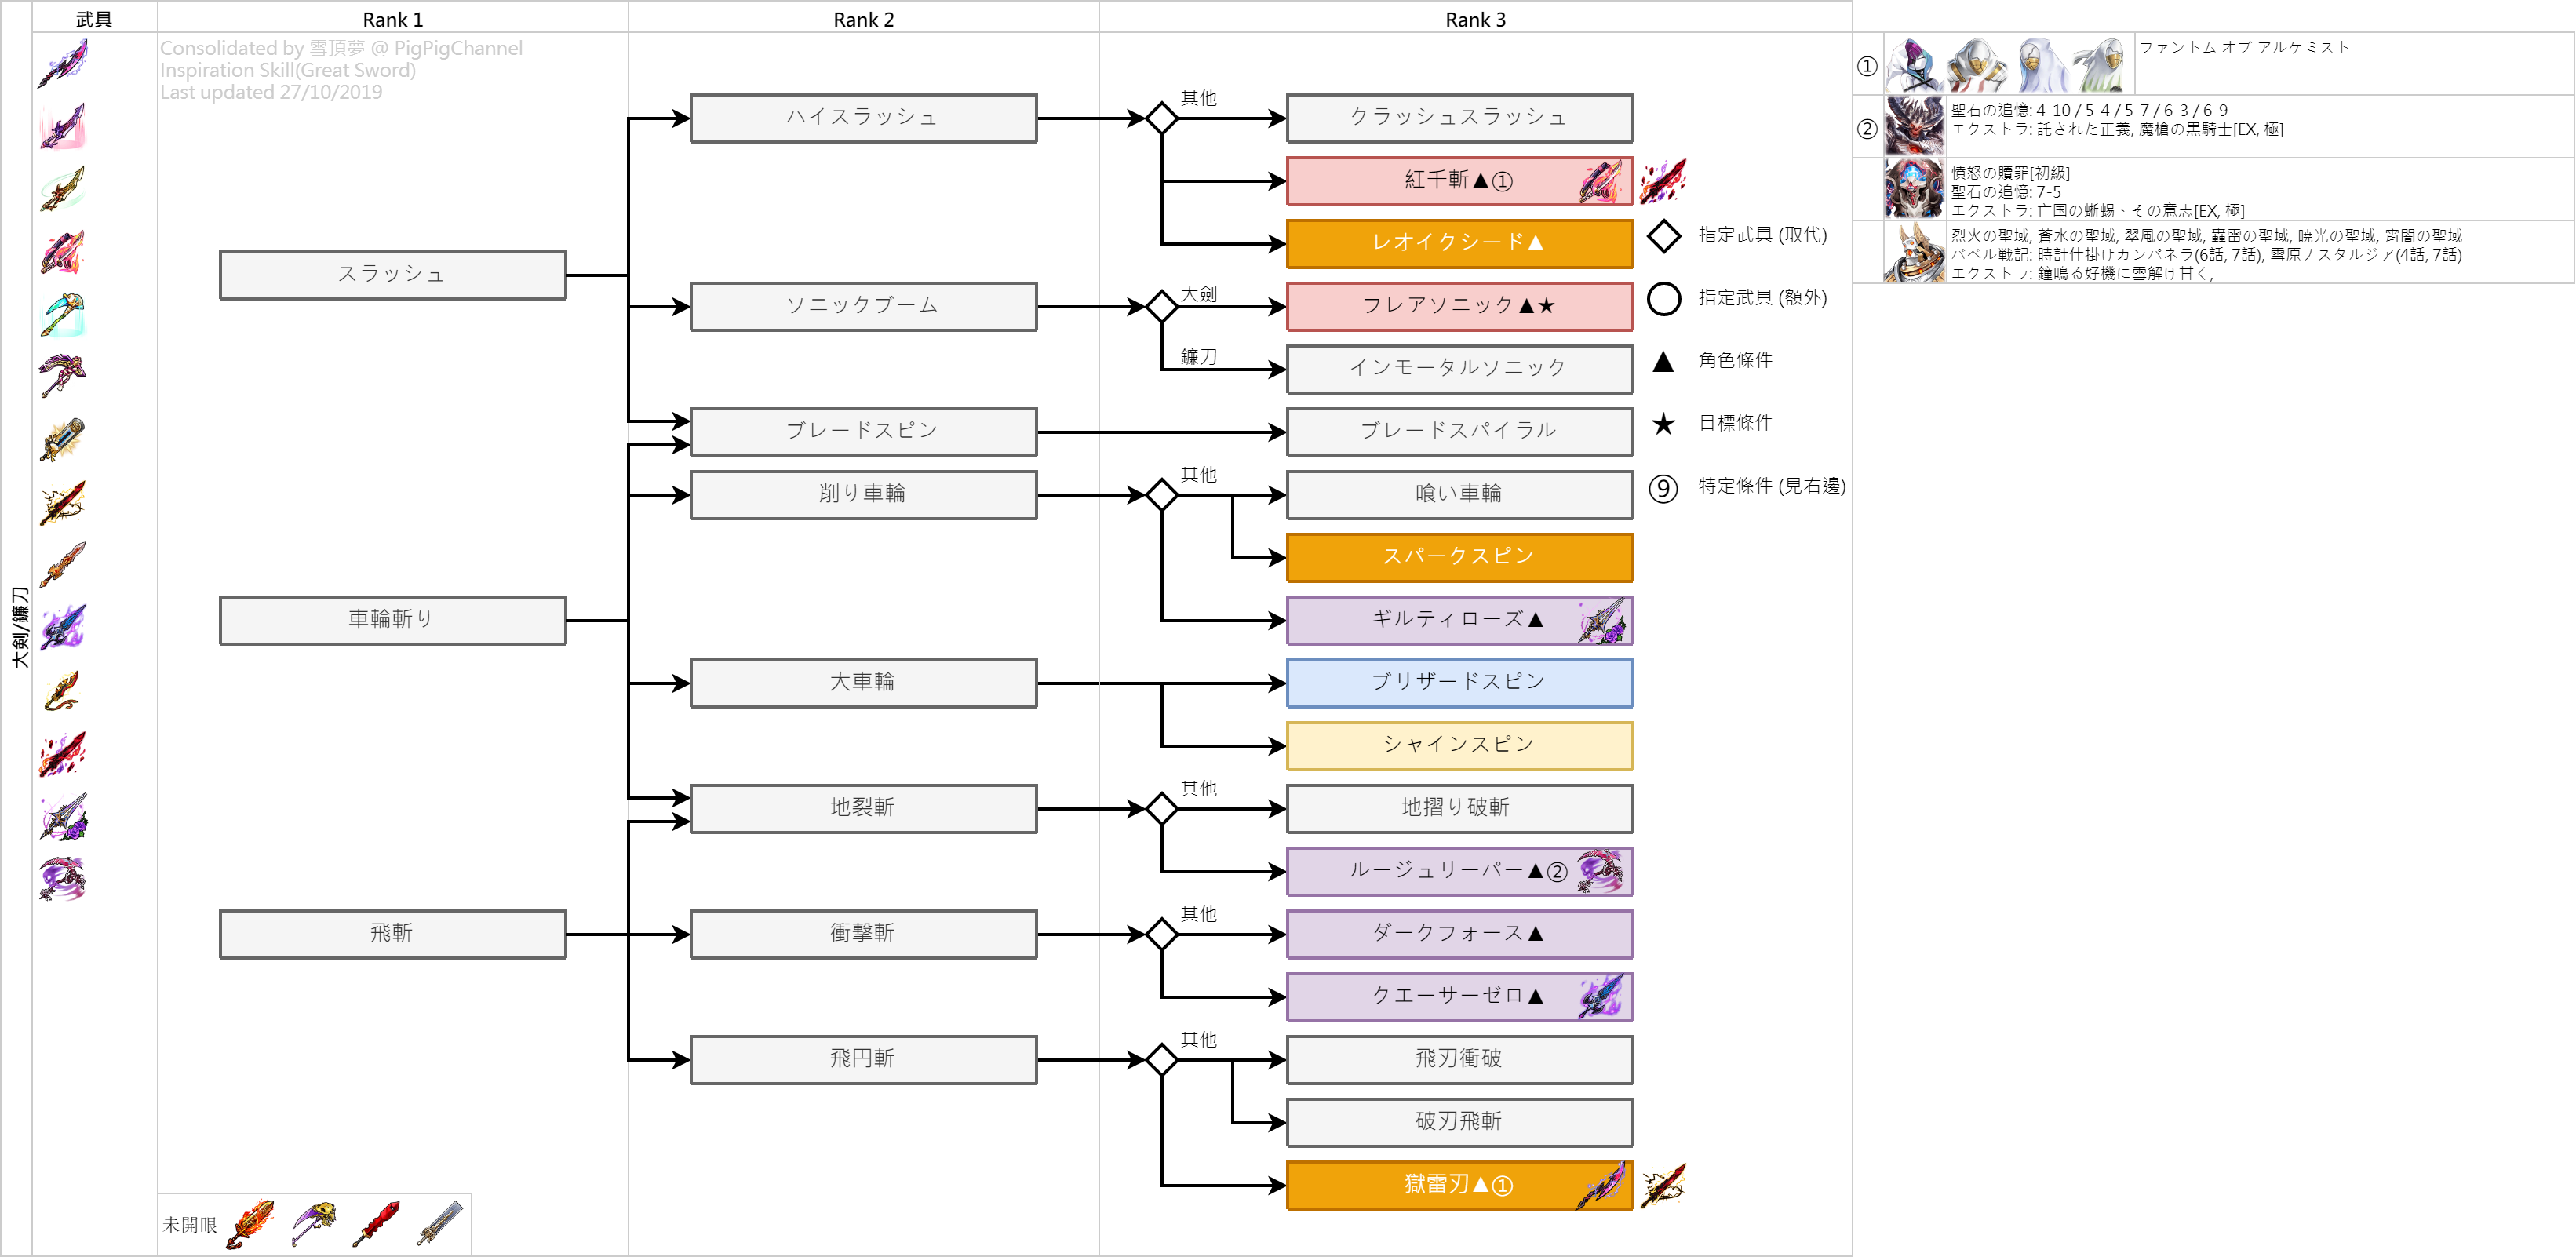 武具
Rank 1
Rank 2
Rank 3
Consolidated by 雪頂夢 @ PigPigChannel
Inspiration Skill(Great Sword)
Last updated 27/10/2019
大剣/鐮刀
スラッシュ
車輪斬り
飛斬
ハイスラッシュ
ソニックブーム
ブレードスピン
削り車輪
大車輪
地裂斬
衝撃斬
飛円斬
其他
クラッシュスラッシュ
紅千斬▲①
レオイクシード▲
大劍
フレアソニック▲★
鐮刀
インモータルソニック
ブレードスパイラル
其他
喰い車輪
スパークスピン
ギルティローズ▲
ブリザードスピン
シャインスピン
其他
地摺り破斬
ルージュリーパー▲②
其他
ダークフォース▲
クエーサーゼロ▲
其他
飛刃衝破
破刃飛斬
獄雷刃▲①
指定武具 (取代)
指定武具 (額外)
▲ 角色條件
★ 目標條件
⑨ 特定條件 (見右邊)
① ファントム オブ アルケミスト
② 聖石の追憶: 4-10 / 5-4 / 5-7 / 6-3 / 6-9
エクストラ: 託された正義, 魔槍の黒騎士[EX, 極]
憤怒の贖罪[初級]
聖石の追憶: 7-5
エクストラ: 亡国の蜥蜴、その意志[EX, 極]
烈火の聖域, 蒼水の聖域, 翠風の聖域, 轟雷の聖域, 暁光の聖域, 宵闇の聖域
バベル戦記: 時計仕掛けカンパネラ(6話, 7話), 雪原ノスタルジア(4話, 7話)
エクストラ: 鐘鳴る好機に雪解け甘く,
未開眼